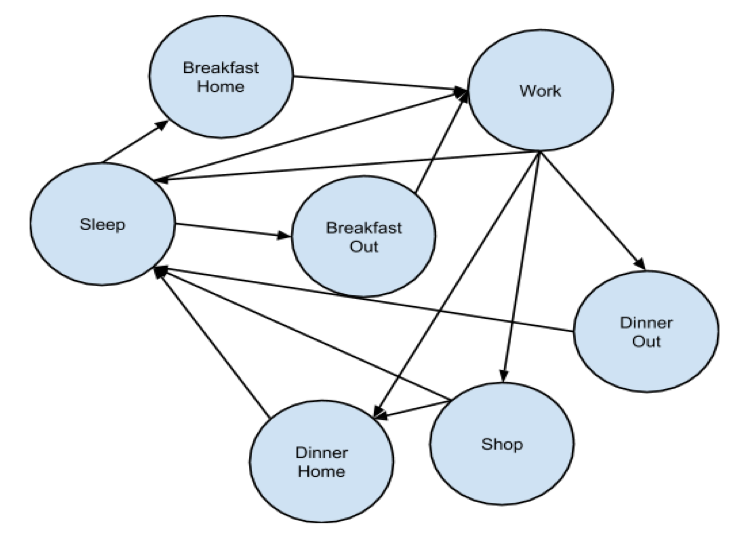 Breakfast
Home
Work
Sleep
Breakfast
Out
Dinner
Out
Dinner
Home
Shop